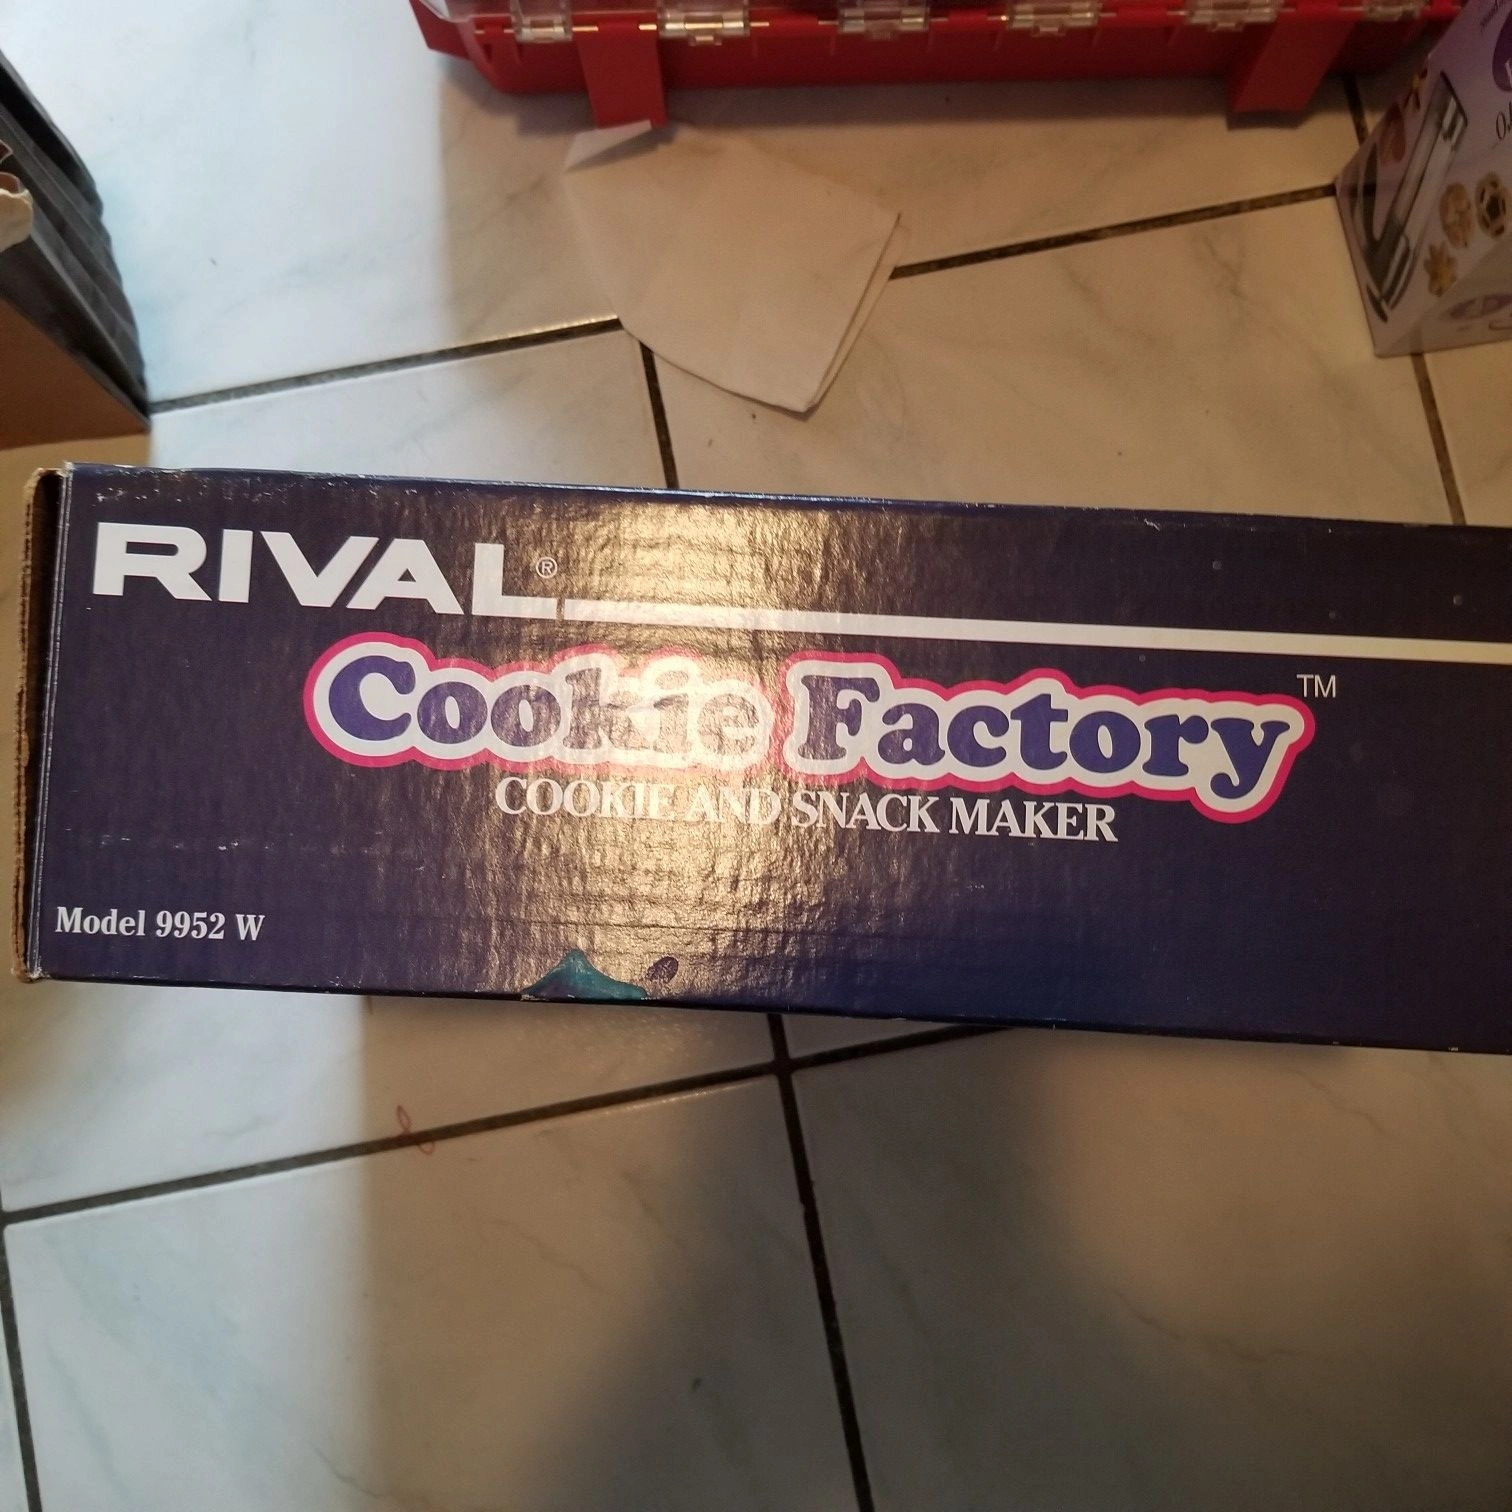 RIVAL®
Cookie Factory™
COOKIE AND SNACK MAKER
Model 9952 W